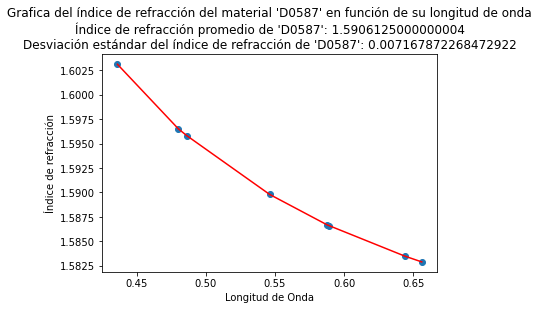 Grafica del índice de refracción del material 'D0587' en función de su longitud de onda
Índice de refracción promedio de 'D0587': 1.5906125000000004
Desviación estándar del índice de refracción de 'D0587': 0.007167872268472922
1.6025
1.6000
1.5975
1.5950
1.5925
1.5900
1.5875
1.5850
1.5825
Índice de refracción
0.45 0.50 0.55 0.60 0.65
Longitud de Onda